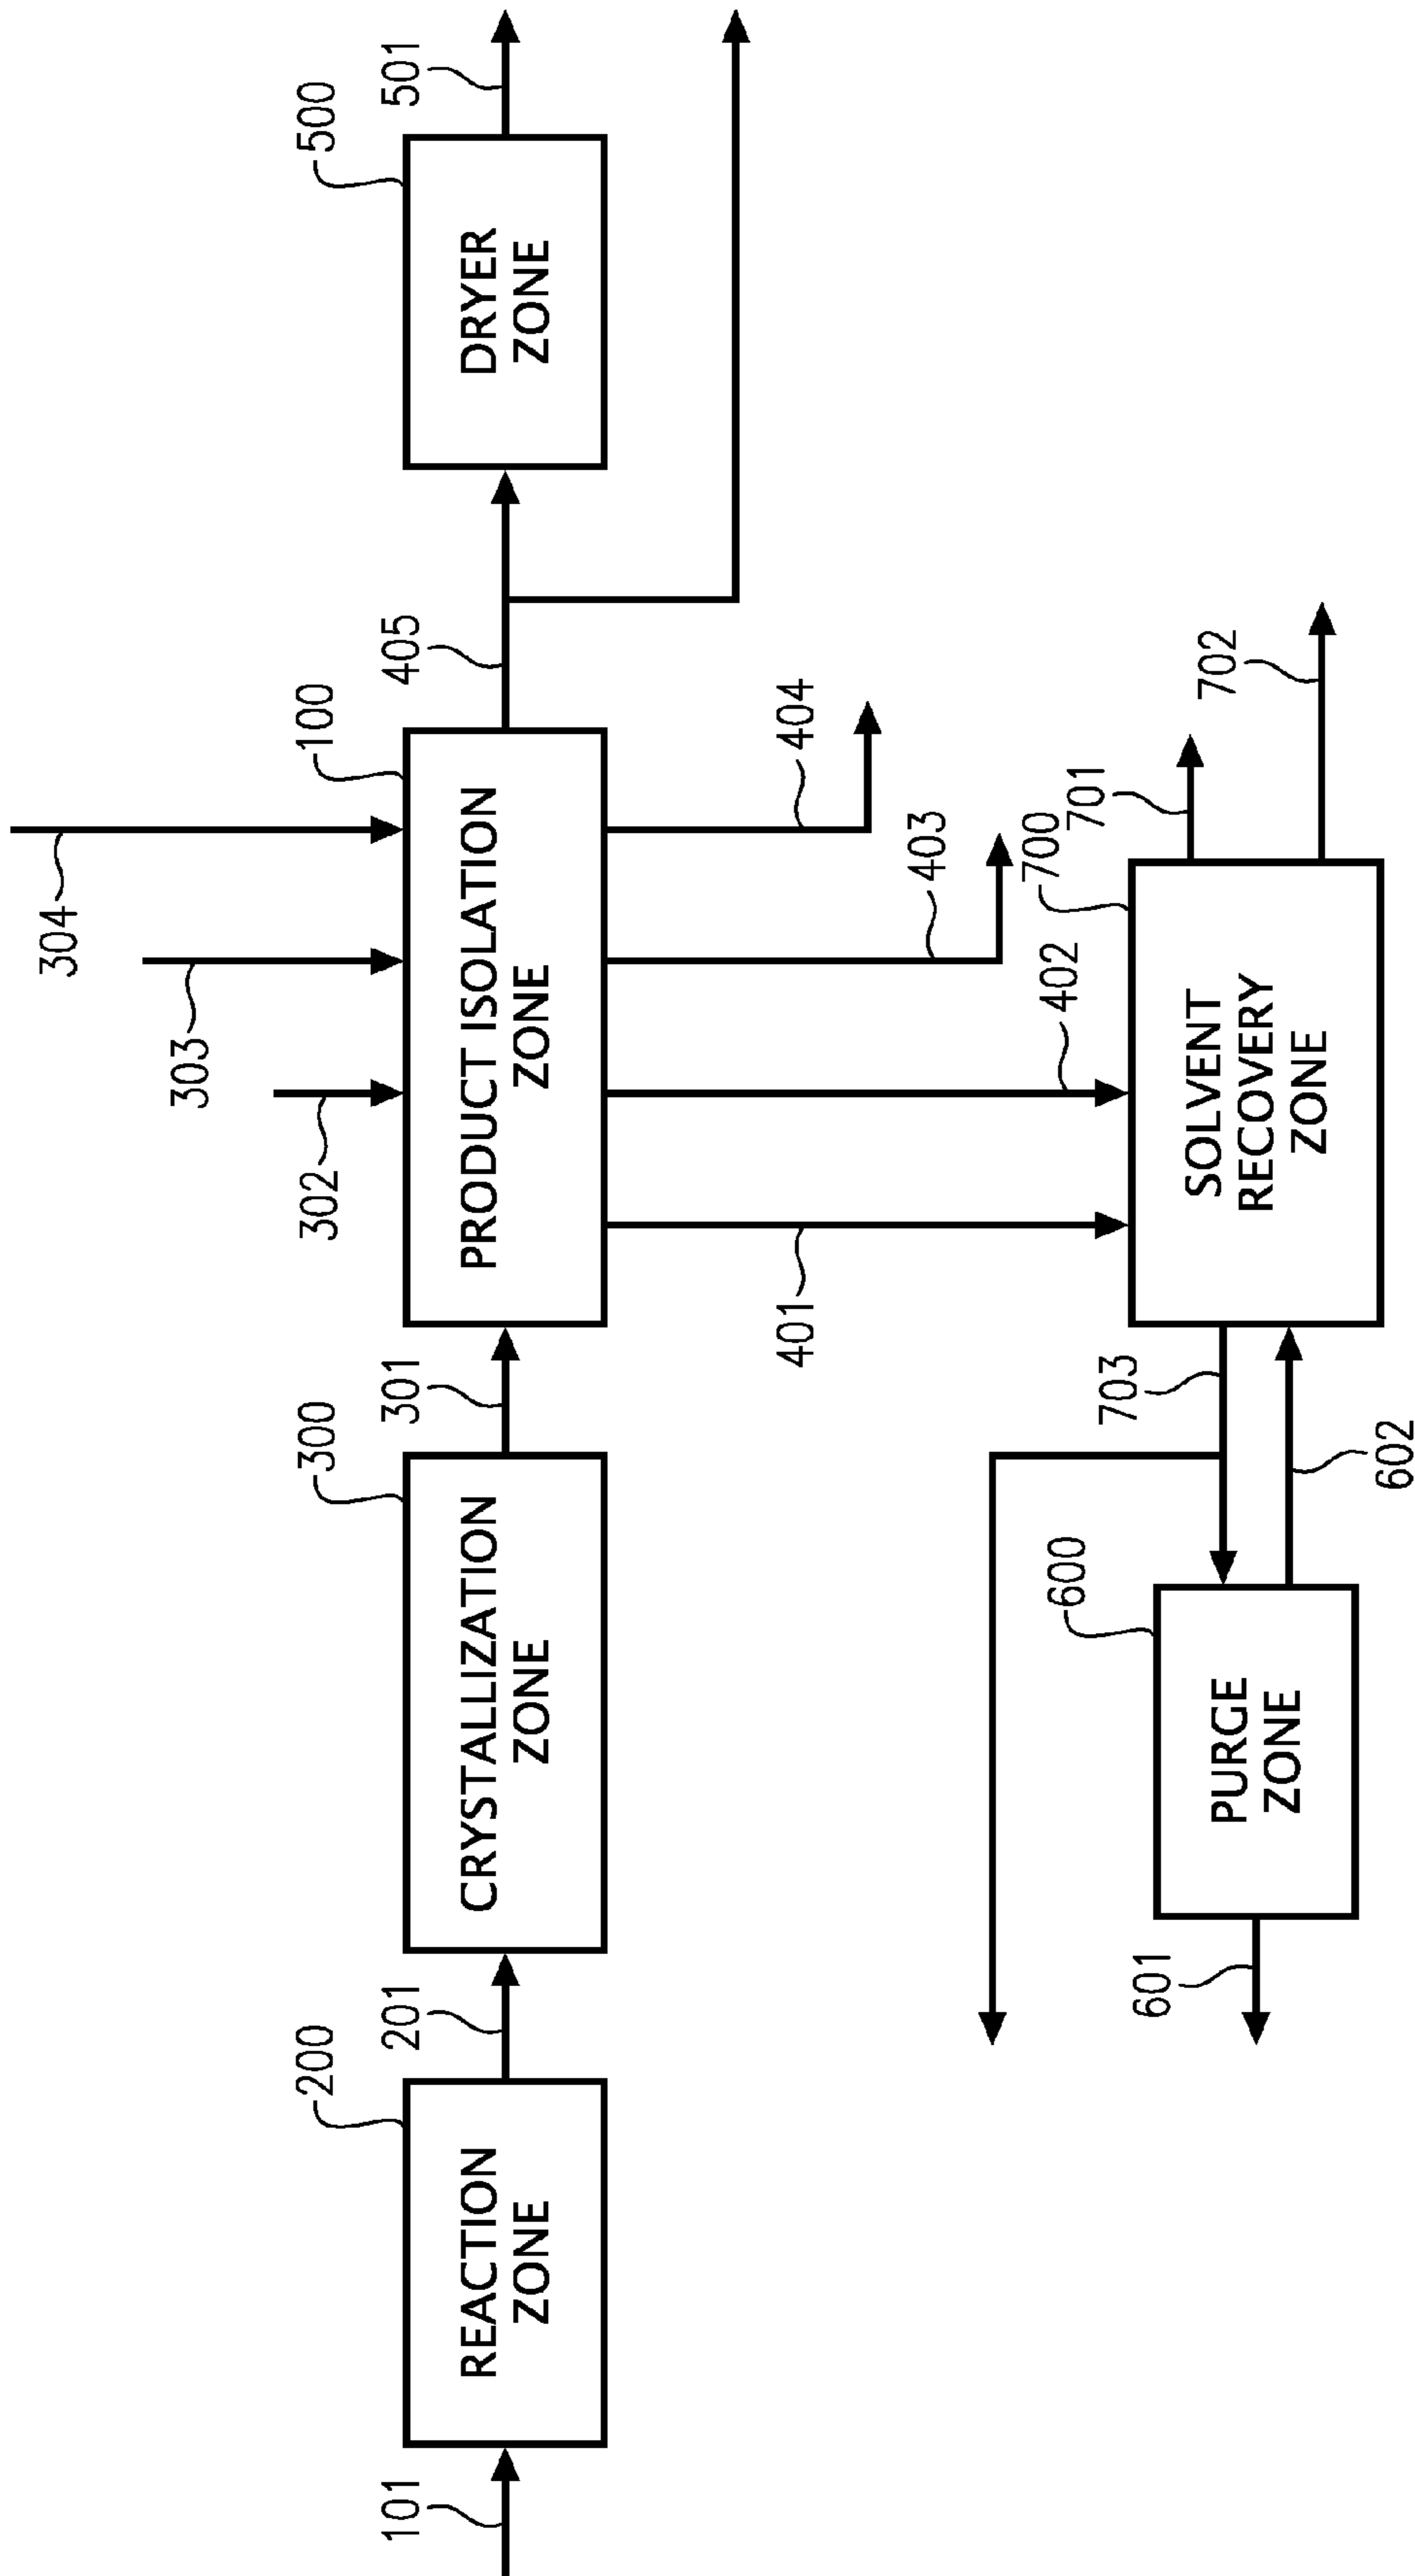 304
303
302
200
300
100
500
101
201
301
405
501
REACTION
ZONE
CRYSTALLIZATION
ZONE
PRODUCT ISOLATION
ZONE
DRYER
ZONE
401
404
403
402
600
703
700
701
702
PURGE
ZONE
SOLVENT
RECOVERY
ZONE
601
602